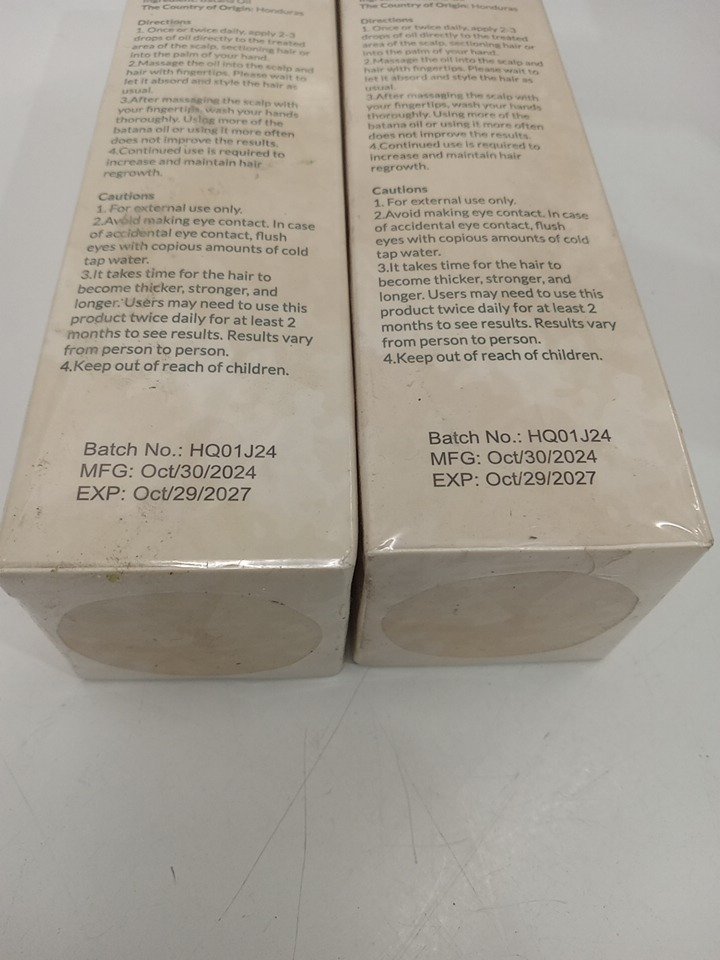 Ingredient: Batana Oil
The Country of Origin: Honduras
Directions
1. Once or twice daily, apply 2-3
drops of oil directly to the treated
area of the scalp, sectioning hair or
into the palm of your hand.
2.Massage the oil into the scalp and
hair with fingertips. Please wait to
let it absord and style the hair as
usual.
3.After massaging the scalp with
your fingertips, wash your hands
thoroughly. Using more of the
batana oil or using it more often
does not improve the results.
4.Continued use is required to
increase and maintain hair
regrowth.
Cautions
1. For external use only.
2.Avoid making eye contact. In case
of accidental eye contact, flush
eyes with copious amounts of cold
tap water.
3.It takes time for the hair to
become thicker, stronger, and
longer. Users may need to use this
product twice daily for at least 2
months to see results. Results vary
from person to person.
4.Keep out of reach of children.
Batch No.: HQ01J24
MFG: Oct/30/2024
EXP: Oct/29/2027
The Country of Origin: Honduras
Directions
1. Once or twice daily, apply 2-3
drops of oil directly to the treated
area of the scalp, sectioning hair or
into the palm of your hand.
2.Massage the oil into the scalp and
hair with fingertips. Please wait to
let it absord and style the hair as
usual.
3.After massaging the scalp with
your fingertips, wash your hands
thoroughly. Using more of the
batana oil or using it more often
does not improve the results.
4.Continued use is required to
increase and maintain hair
regrowth.
Cautions
1. For external use only.
2.Avoid making eye contact. In case
of accidental eye contact, flush
eyes with copious amounts of cold
tap water.
3.It takes time for the hair to
become thicker, stronger, and
longer. Users may need to use this
product twice daily for at least 2
months to see results. Results vary
from person to person.
4.Keep out of reach of children.
Batch No.: HQ01J24
MFG: Oct/30/2024
EXP: Oct/29/2027